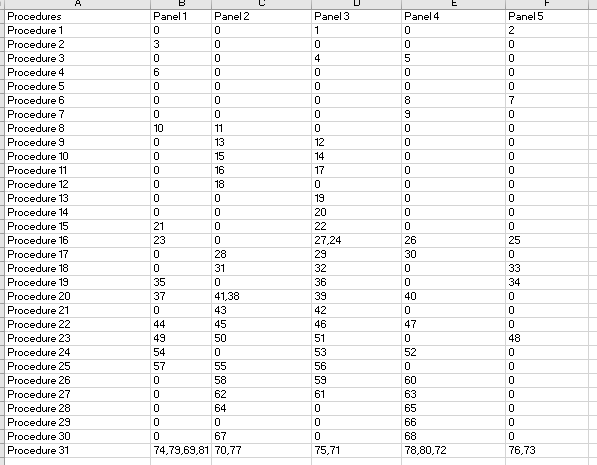 A B C D E F
Procedures Panel 1 Panel 2 Panel 3 Panel 4 Panel 5
Procedure 1 0 0 1 0 2
Procedure 2 3 0 0 0 0
Procedure 3 0 0 4 5 0
Procedure 4 6 0 0 0 0
Procedure 5 0 0 0 0 0
Procedure 6 0 0 0 8 7
Procedure 7 0 0 0 9 0
Procedure 8 10 11 0 0 0
Procedure 9 0 13 12 0 0
Procedure 10 0 15 14 0 0
Procedure 11 0 16 17 0 0
Procedure 12 0 18 0 0 0
Procedure 13 0 0 19 0 0
Procedure 14 0 0 20 0 0
Procedure 15 21 0 22 0 0
Procedure 16 23 0 27,24 26 25
Procedure 17 0 28 29 30 0
Procedure 18 0 31 32 0 33
Procedure 19 35 0 36 0 34
Procedure 20 37 41,38 39 40 0
Procedure 21 0 43 42 0 0
Procedure 22 44 45 46 47 0
Procedure 23 49 50 51 0 48
Procedure 24 54 0 53 52 0
Procedure 25 57 55 56 0 0
Procedure 26 0 58 59 60 0
Procedure 27 0 62 61 63 0
Procedure 28 0 64 0 65 0
Procedure 29 0 0 0 66 0
Procedure 30 0 67 0 68 0
Procedure 31 74,79,69,81 70,77 75,71 78,80,72 76,73